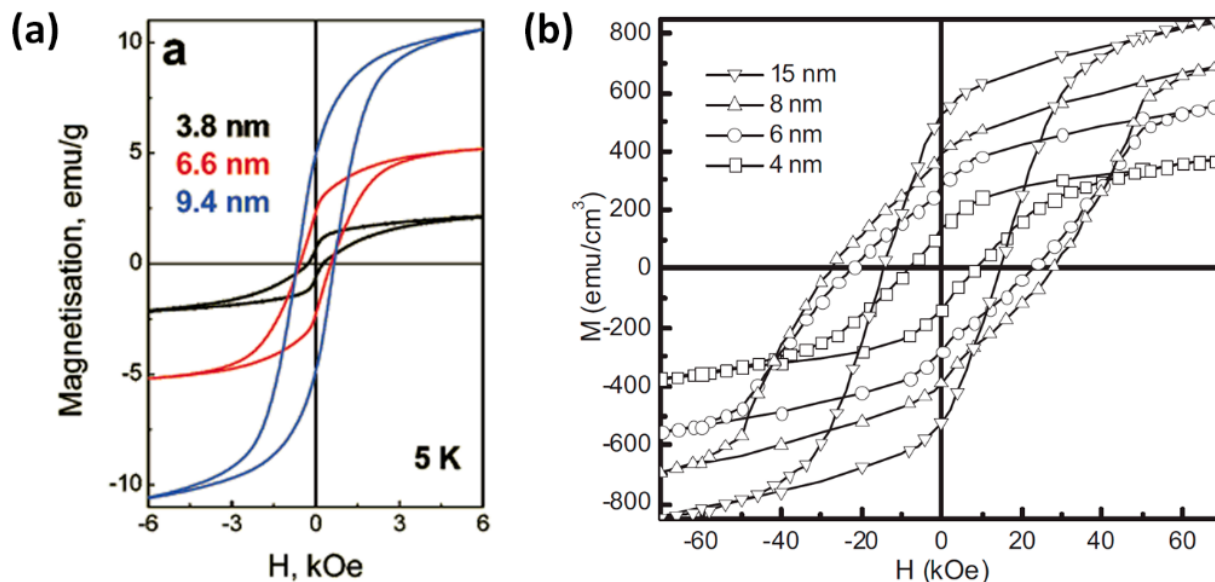 (a)
a
10
5
0
-5
-10
Magnetisation, emu/g
3.8 nm
6.6 nm
9.4 nm
5 K
-6 -3 0 3 6
H, kOe
(b)
800
600
400
200
0
-200
-400
-600
-800
M (emu/cm³)
15 nm
8 nm
6 nm
4 nm
-60 -40 -20 0 20 40 60
H (kOe)